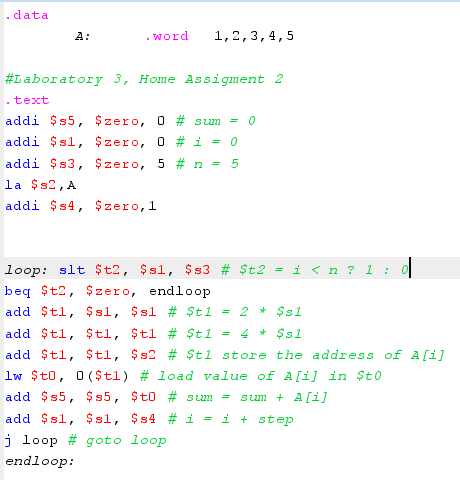 .data
A: .word 1,2,3,4,5
#Laboratory 3, Home Assigment 2
.text
addi $s5, $zero, 0 # sum = 0
addi $s1, $zero, 0 # i = 0
addi $s3, $zero, 5 # n = 5
la $s2,A
addi $s4, $zero,1
loop: slt $t2, $s1, $s3 # $t2 = i < n ? 1 : 0
beq $t2, $zero, endloop
add $t1, $s1, $s1 # $t1 = 2 * $s1
add $t1, $t1, $t1 # $t1 = 4 * $s1
add $t1, $t1, $s2 # $t1 store the address of A[i]
lw $t0, 0($t1) # load value of A[i] in $t0
add $s5, $s5, $t0 # sum = sum + A[i]
add $s1, $s1, $s4 # i = i + step
j loop # goto loop
endloop: